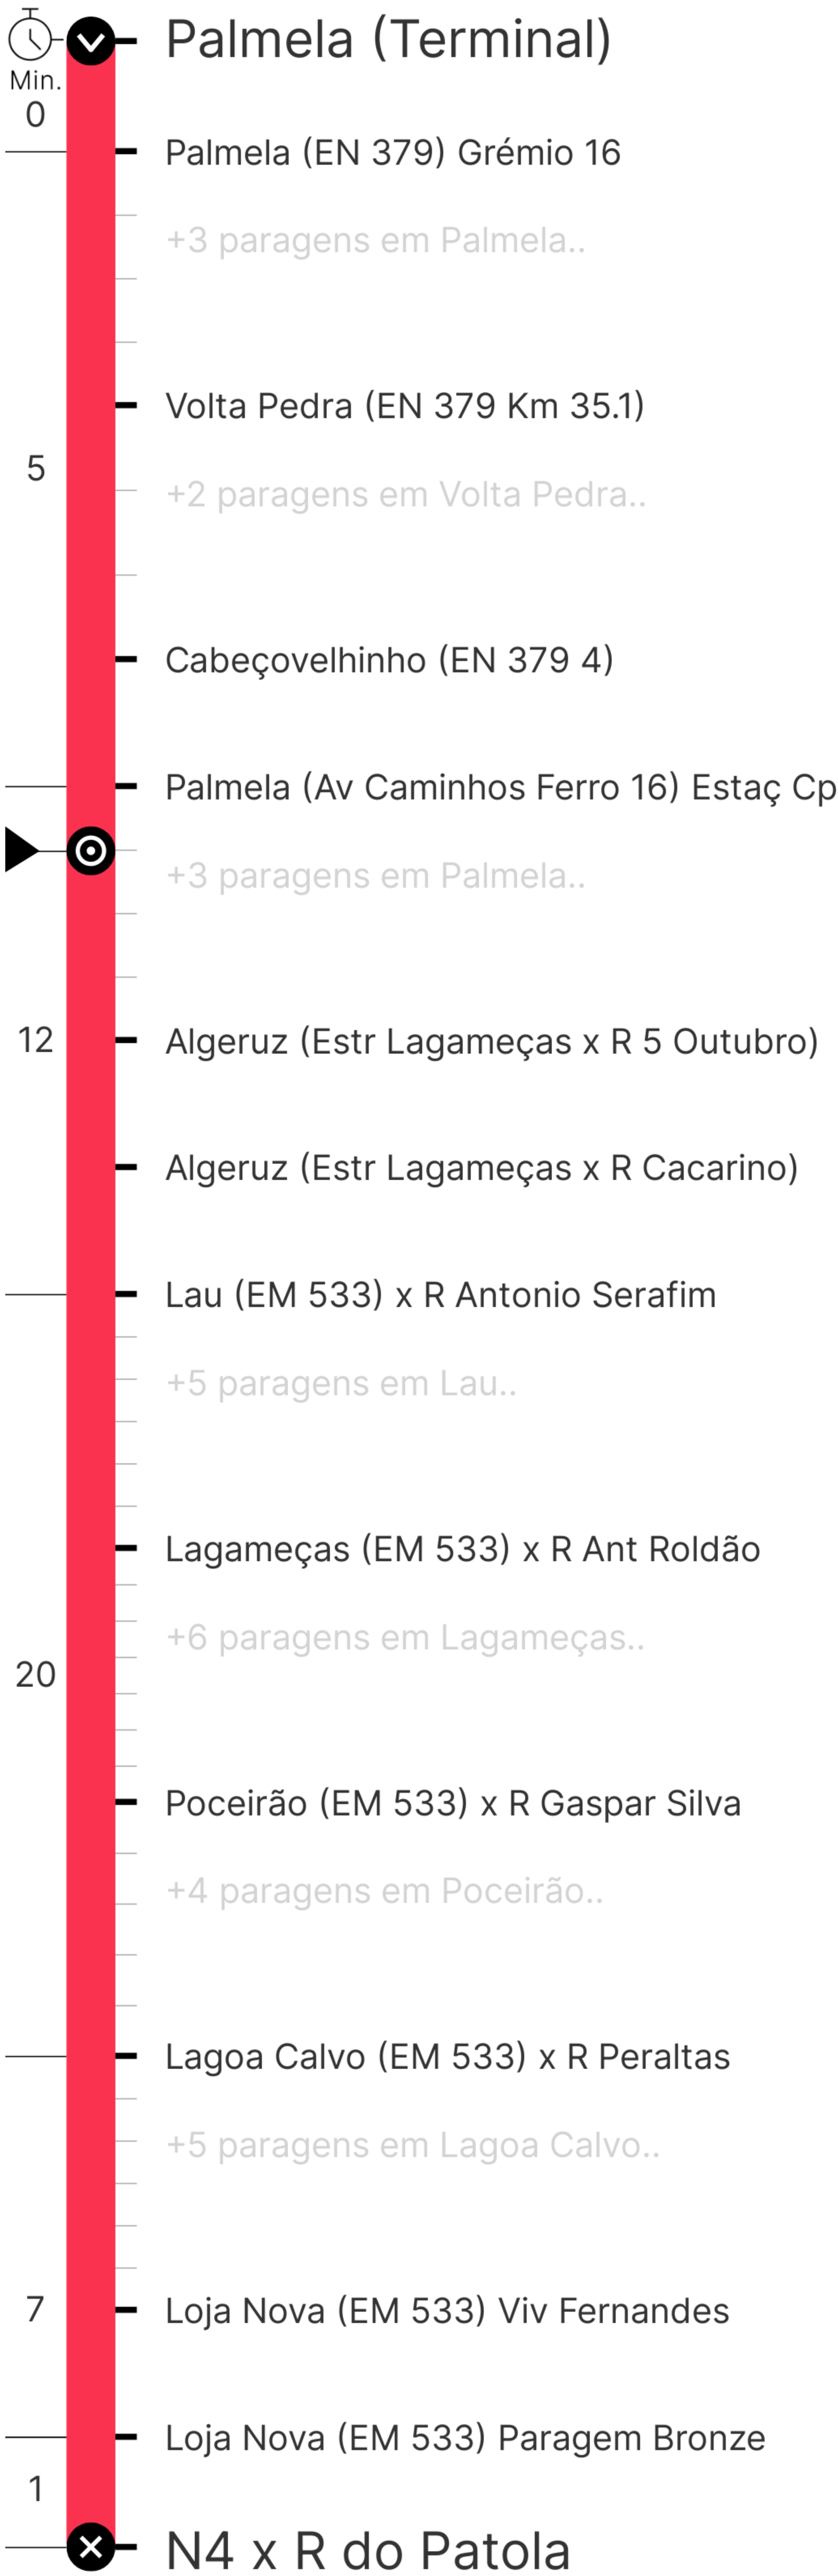 Palmela (Terminal)
Min.
0
Palmela (EN 379) Grémio 16
+3 paragens em Palmela..
Volta Pedra (EN 379 Km 35.1)
5
+2 paragens em Volta Pedra..
Cabeçovelhinho (EN 379 4)
Palmela (Av Caminhos Ferro 16) Estaç Cp
+3 paragens em Palmela..
12
Algeruz (Estr Lagameças x R 5 Outubro)
Algeruz (Estr Lagameças x R Cacarino)
Lau (EM 533) x R Antonio Serafim
+5 paragens em Lau..
Lagameças (EM 533) x R Ant Roldão
+6 paragens em Lagameças..
20
Poceirão (EM 533) x R Gaspar Silva
+4 paragens em Poceirão..
Lagoa Calvo (EM 533) x R Peraltas
+5 paragens em Lagoa Calvo..
7
Loja Nova (EM 533) Viv Fernandes
Loja Nova (EM 533) Paragem Bronze
1
N4 x R do Patola